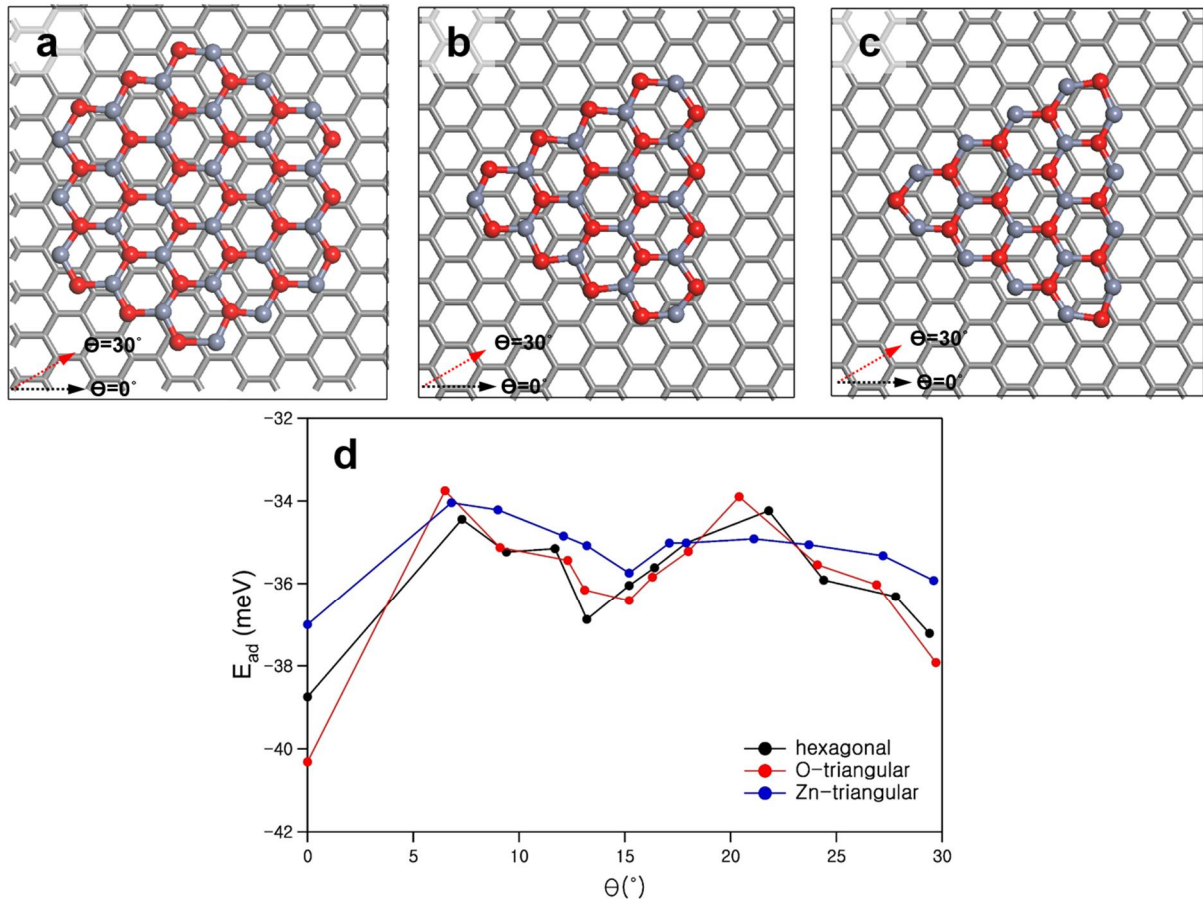 a
b
c
Θ=30°
Θ=0°
Θ=30°
Θ=0°
Θ=30°
Θ=0°
d
-32
-34
-36
-38
-40
-42
E_ad (meV)
hexagonal
O-triangular
Zn-triangular
0
5
10
15
20
25
30
Θ(°)